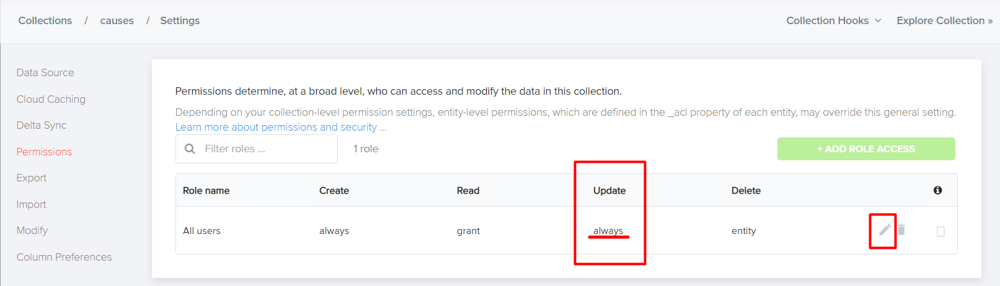 Collections / causes / Settings
Collection Hooks Explore Collection »
Data Source
Cloud Caching
Delta Sync
Permissions
Export
Import
Modify
Column Preferences
Permissions determine, at a broad level, who can access and modify the data in this collection.
Depending on your collection-level permission settings, entity-level permissions, which are defined in the _acl property of each entity, may override this general setting.
Learn more about permissions and security ...
Filter roles ... 1 role + ADD ROLE ACCESS
Role name Create Read Update Delete
All users always grant always entity